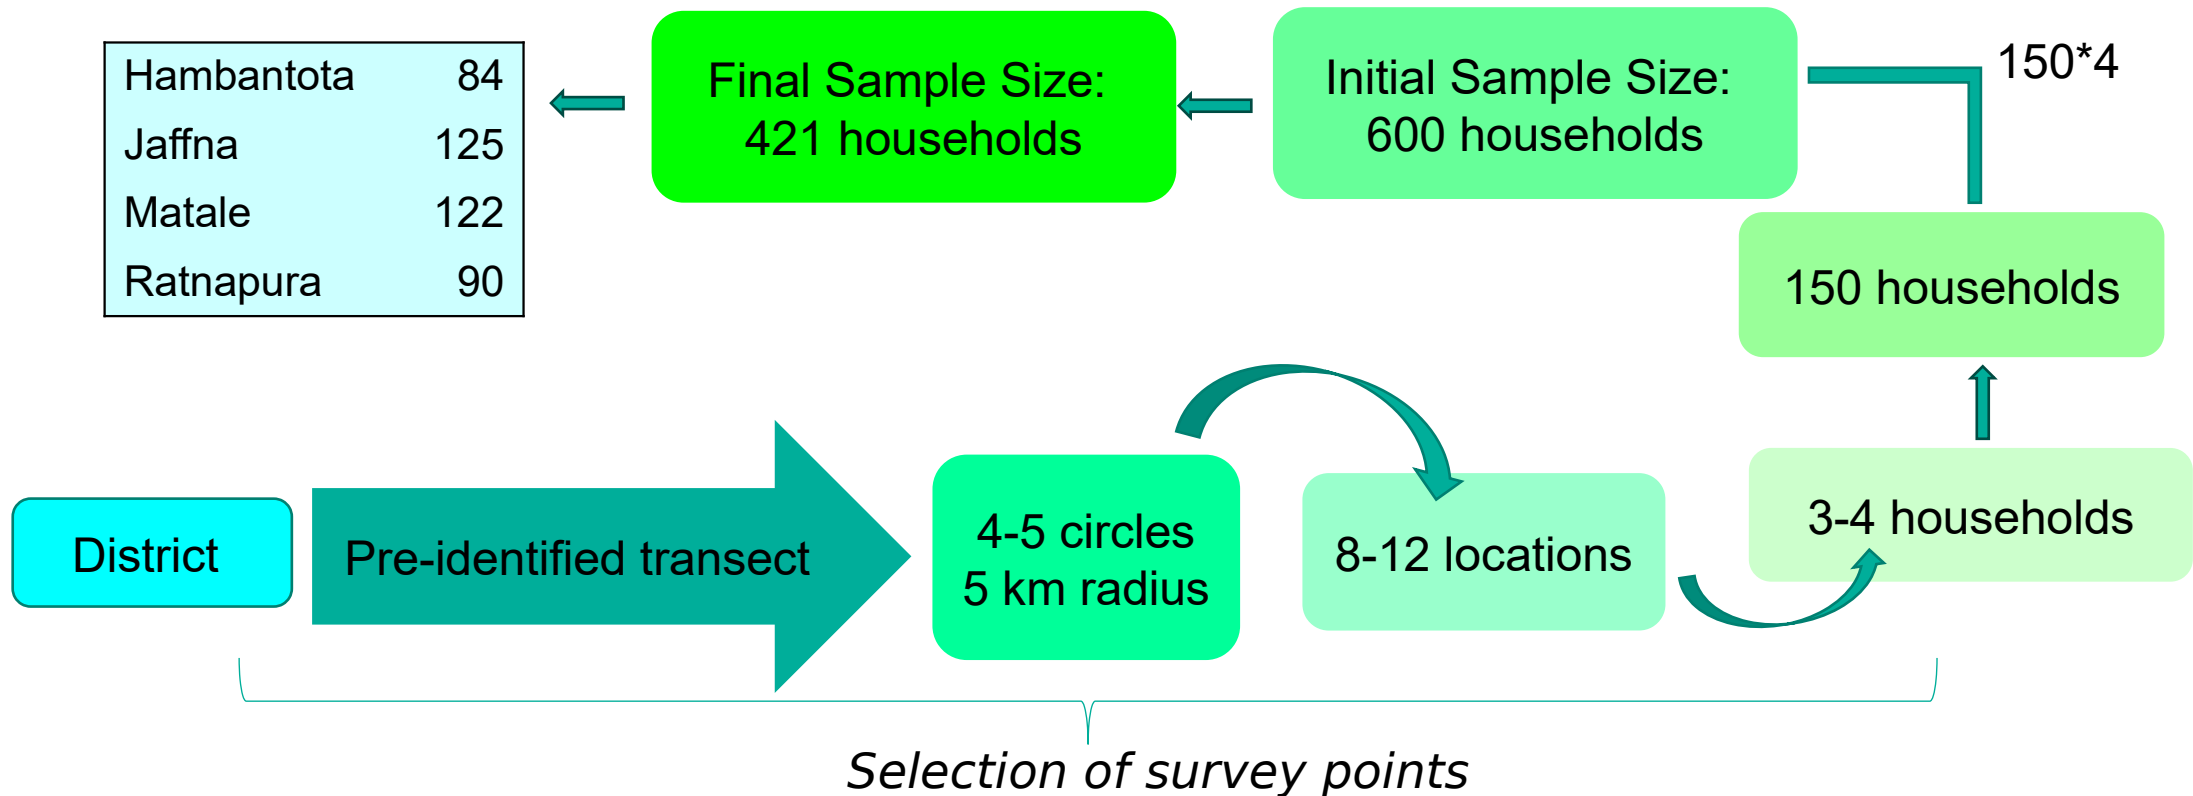 Hambantota 84
Jaffna 125
Matale 122
Ratnapura 90
Final Sample Size:
421 households
Initial Sample Size:
600 households
150*4
150 households
District
Pre-identified transect
4-5 circles
5 km radius
8-12 locations
3-4 households
Selection of survey points